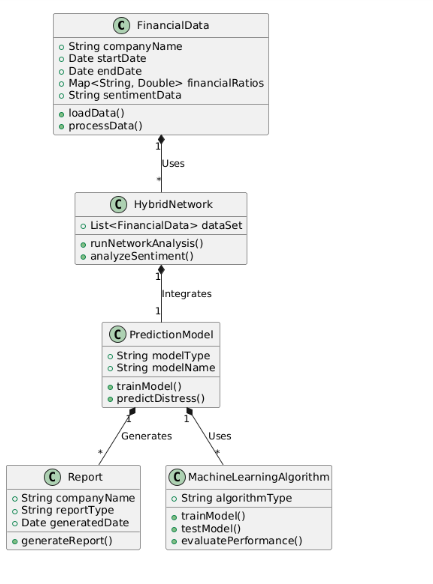 C FinancialData
String companyName
Date startDate
Date endDate
Map<String, Double> financialRatios
String sentimentData
loadData()
processData()
1
Uses
*
C HybridNetwork
List<FinancialData> dataSet
runNetworkAnalysis()
analyzeSentiment()
1
Integrates
1
C PredictionModel
String modelType
String modelName
trainModel()
predictDistress()
1 1
Generates Uses
* *
C Report
String companyName
String reportType
Date generatedDate
generateReport()
C MachineLearningAlgorithm
String algorithmType
trainModel()
testModel()
evaluatePerformance()